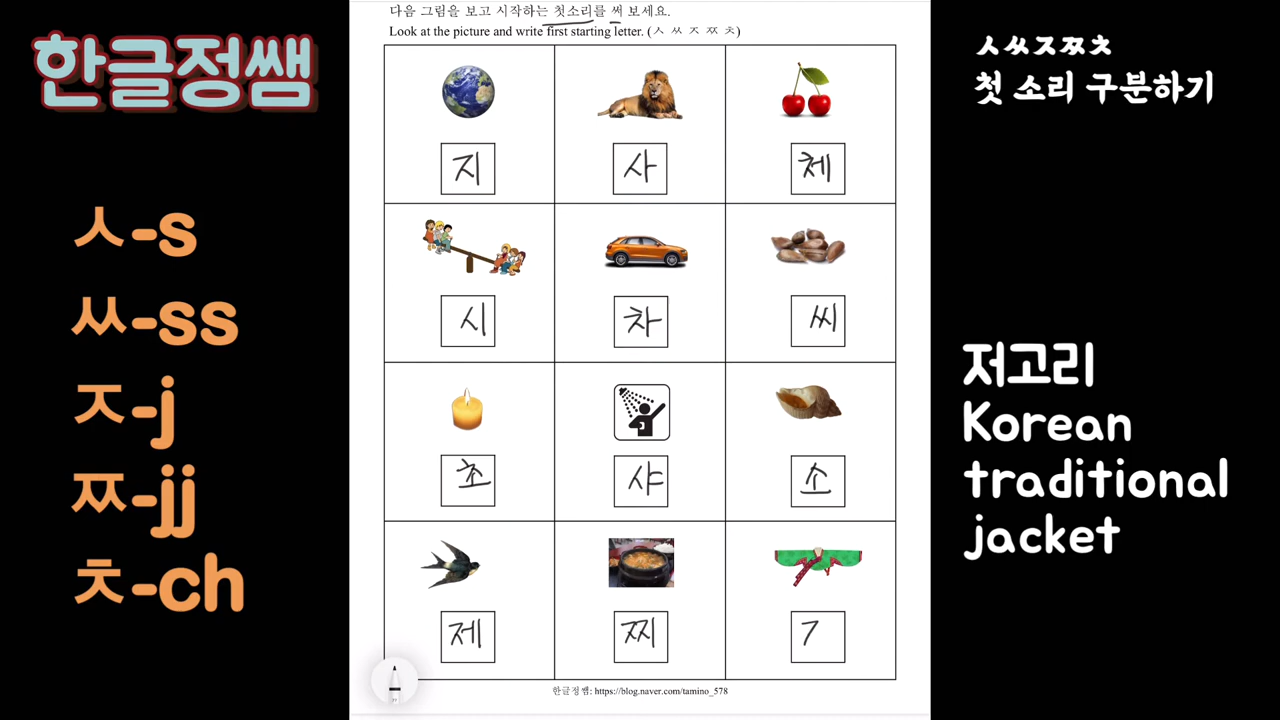 한글정쌤
ㅅ-s
ㅆ-ss
ㅈ-j
ㅉ-jj
ㅊ-ch
다음 그림을 보고 시작하는 첫소리를 써 보세요.
Look at the picture and write first starting letter. (ㅅ ㅆ ㅈ ㅉ ㅊ)
지 사 체
시 차 씨
초 샤 소
제 찌
한글정쌤: https://blog.naver.com/tamino_578
ㅅㅆㅈㅉㅊ
첫 소리 구분하기
저고리
Korean
traditional
jacket